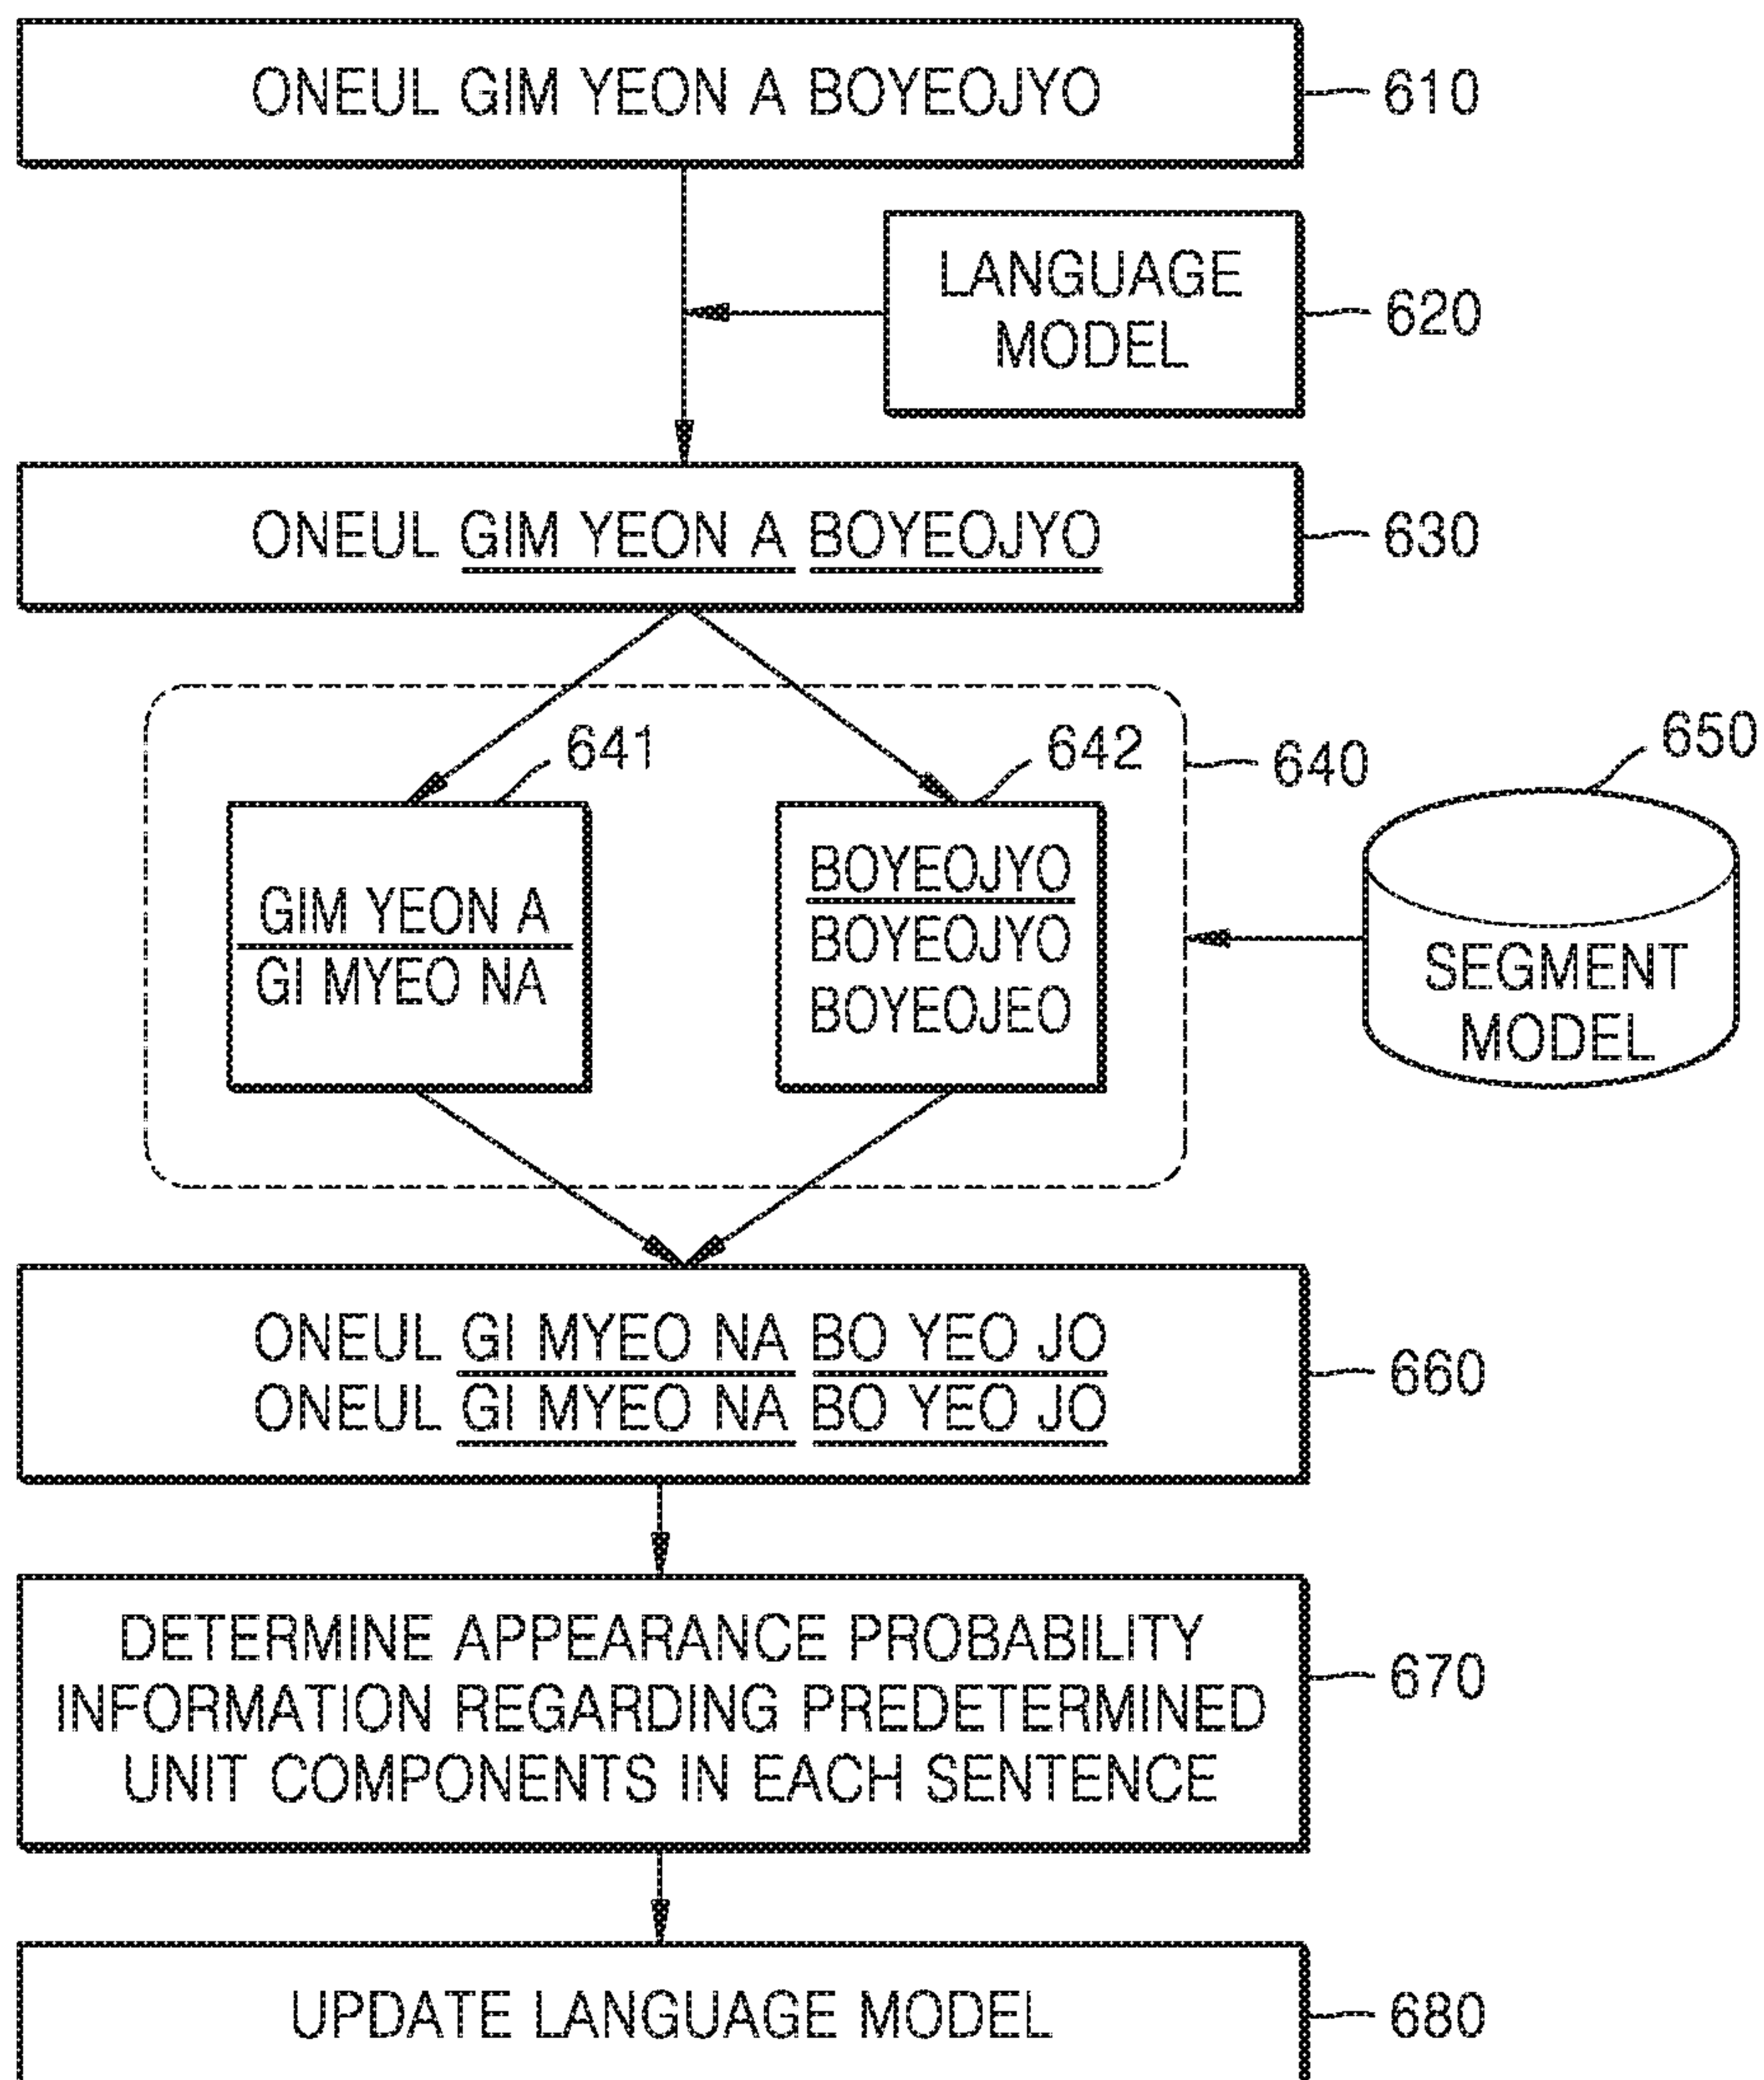 ONEUL GIM YEON A BOYEOJYO
610
LANGUAGE
MODEL
620
ONEUL GIM YEON A BOYEOJYO
630
641
642
640
650
GIM YEON A
GI MYEO NA
BOYEOJYO
BOYEOJYO
BOYEOJEO
SEGMENT
MODEL
ONEUL GI MYEO NA BO YEO JO
ONEUL GI MYEO NA BO YEO JO
660
DETERMINE APPEARANCE PROBABILITY
INFORMATION REGARDING PREDETERMINED
UNIT COMPONENTS IN EACH SENTENCE
670
UPDATE LANGUAGE MODEL
680